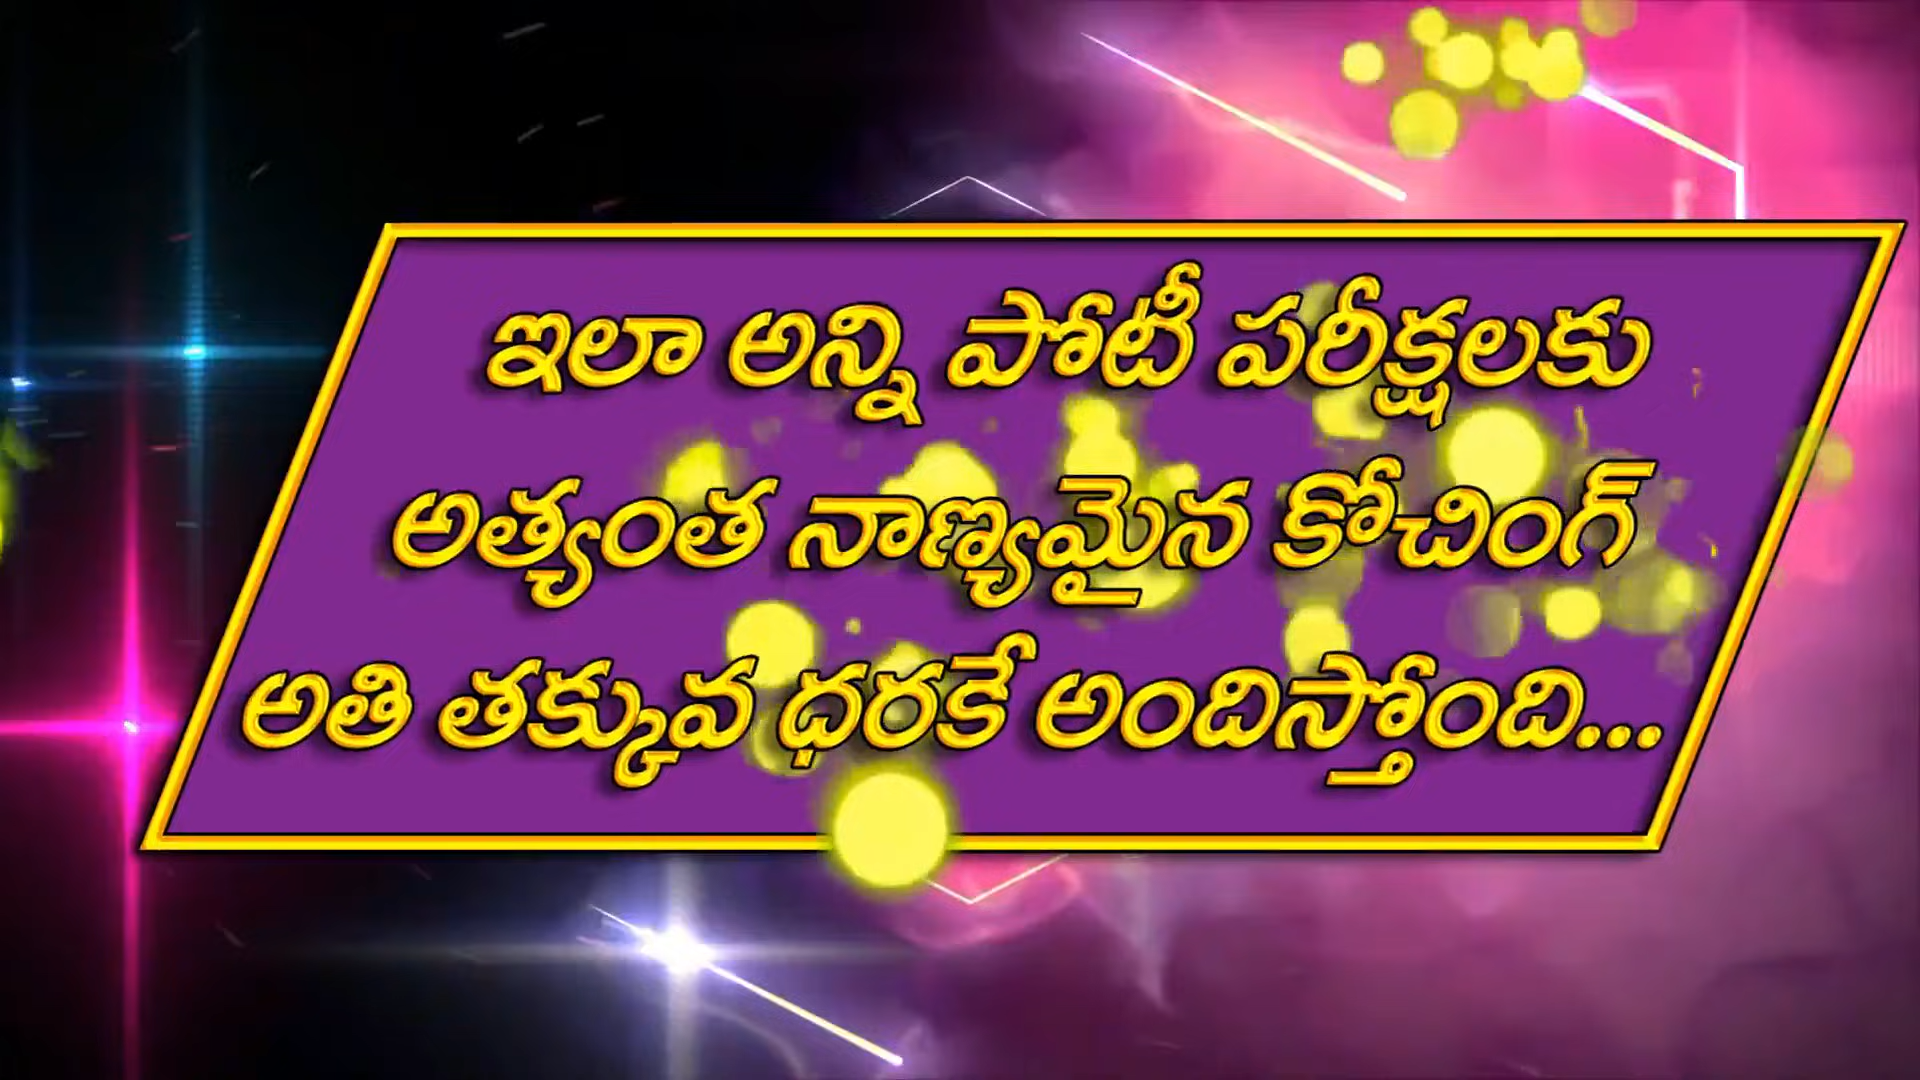 ఇలా అన్ని పోటీ పరీక్షలకు
అత్యంత నాణ్యమైన కోచింగ్
అతి తక్కువ ధరకే అందిస్తోంది...